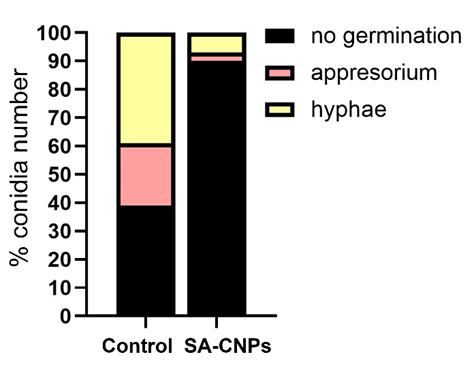 % conidia number
100
90
80
70
60
50
40
30
20
10
0
Control SA-CNPs
no germination
appresorium
hyphae